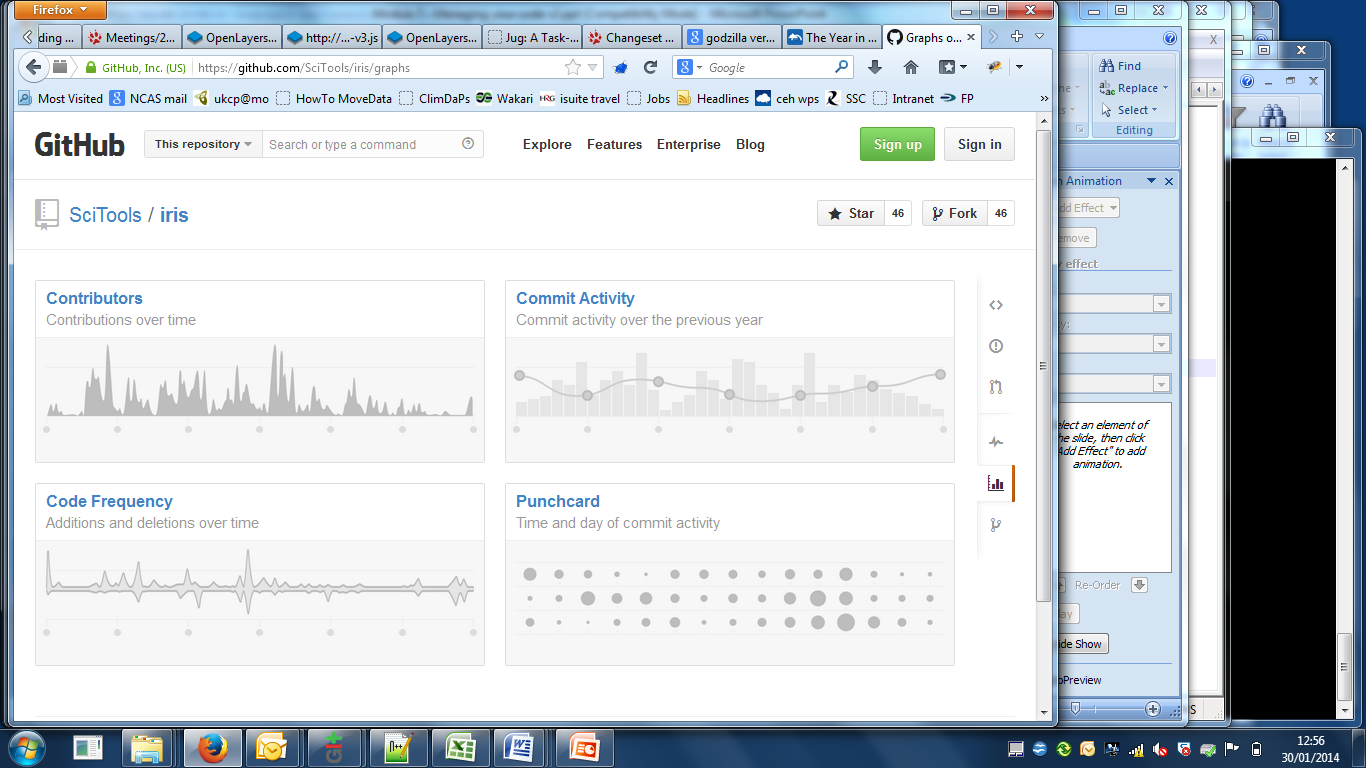 Firefox
ding ...
Meetings/2...
OpenLayers...
http://...-v3.js
OpenLayers...
Jug: A Task-...
Changeset ...
godzilla ver...
The Year in ...
Graphs o...
GitHub, Inc. (US)
https://github.com/SciTools/iris/graphs
Google
Most Visited
NCAS mail
ukcp@mo
HowTo MoveData
ClimDaPs
Wakari
isuite travel
Jobs
Headlines
ceh wps
SSC
Intranet
FP
GitHub
This repository
Search or type a command
Explore
Features
Enterprise
Blog
Sign up
Sign in
SciTools / iris
Star 46
Fork 46
Contributors
Contributions over time
Commit Activity
Commit activity over the previous year
Code Frequency
Additions and deletions over time
Punchcard
Time and day of commit activity
Find
Replace
Select
Editing
n Animation
dd Effect
emove
y effect
y:
elect an element of
he slide, then click
Add Effect" to add
animation.
Re-Order
ay
ide Show
oPreview
S
12:56
30/01/2014